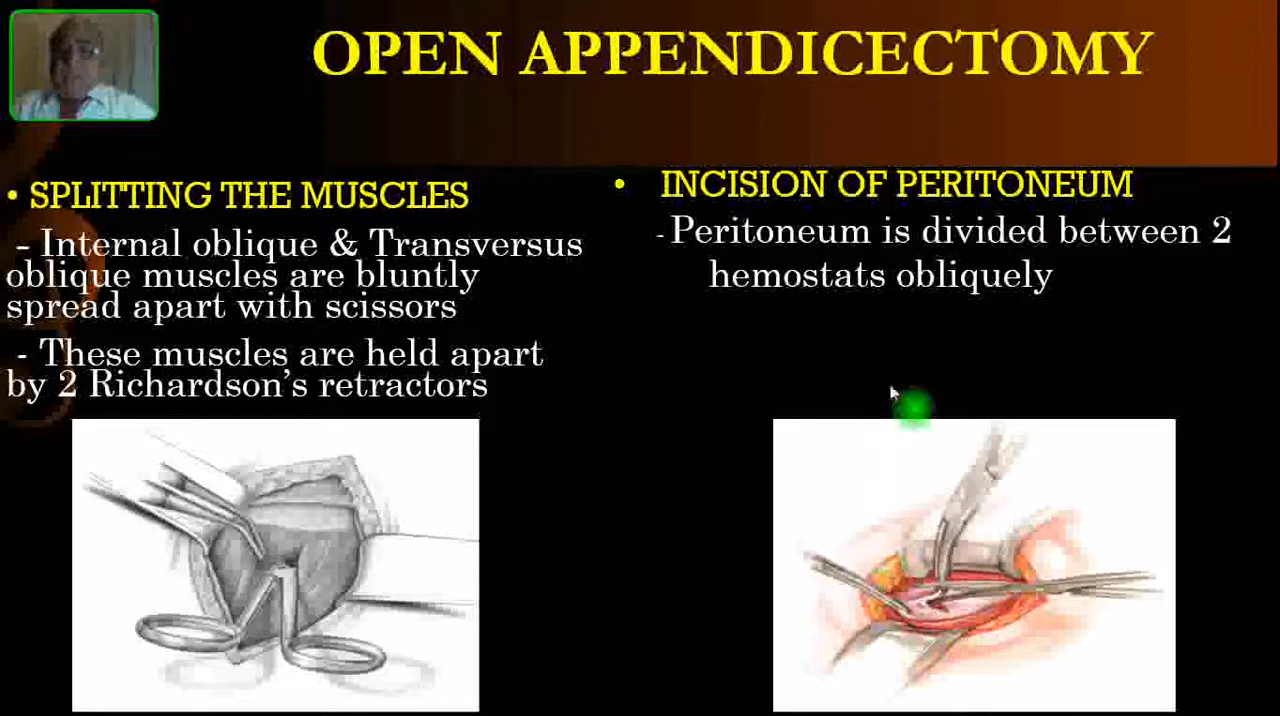 OPEN APPENDICECTOMY
• SPLITTING THE MUSCLES
- Internal oblique & Transversus
oblique muscles are bluntly
spread apart with scissors
- These muscles are held apart
by 2 Richardson’s retractors
• INCISION OF PERITONEUM
- Peritoneum is divided between 2
hemostats obliquely